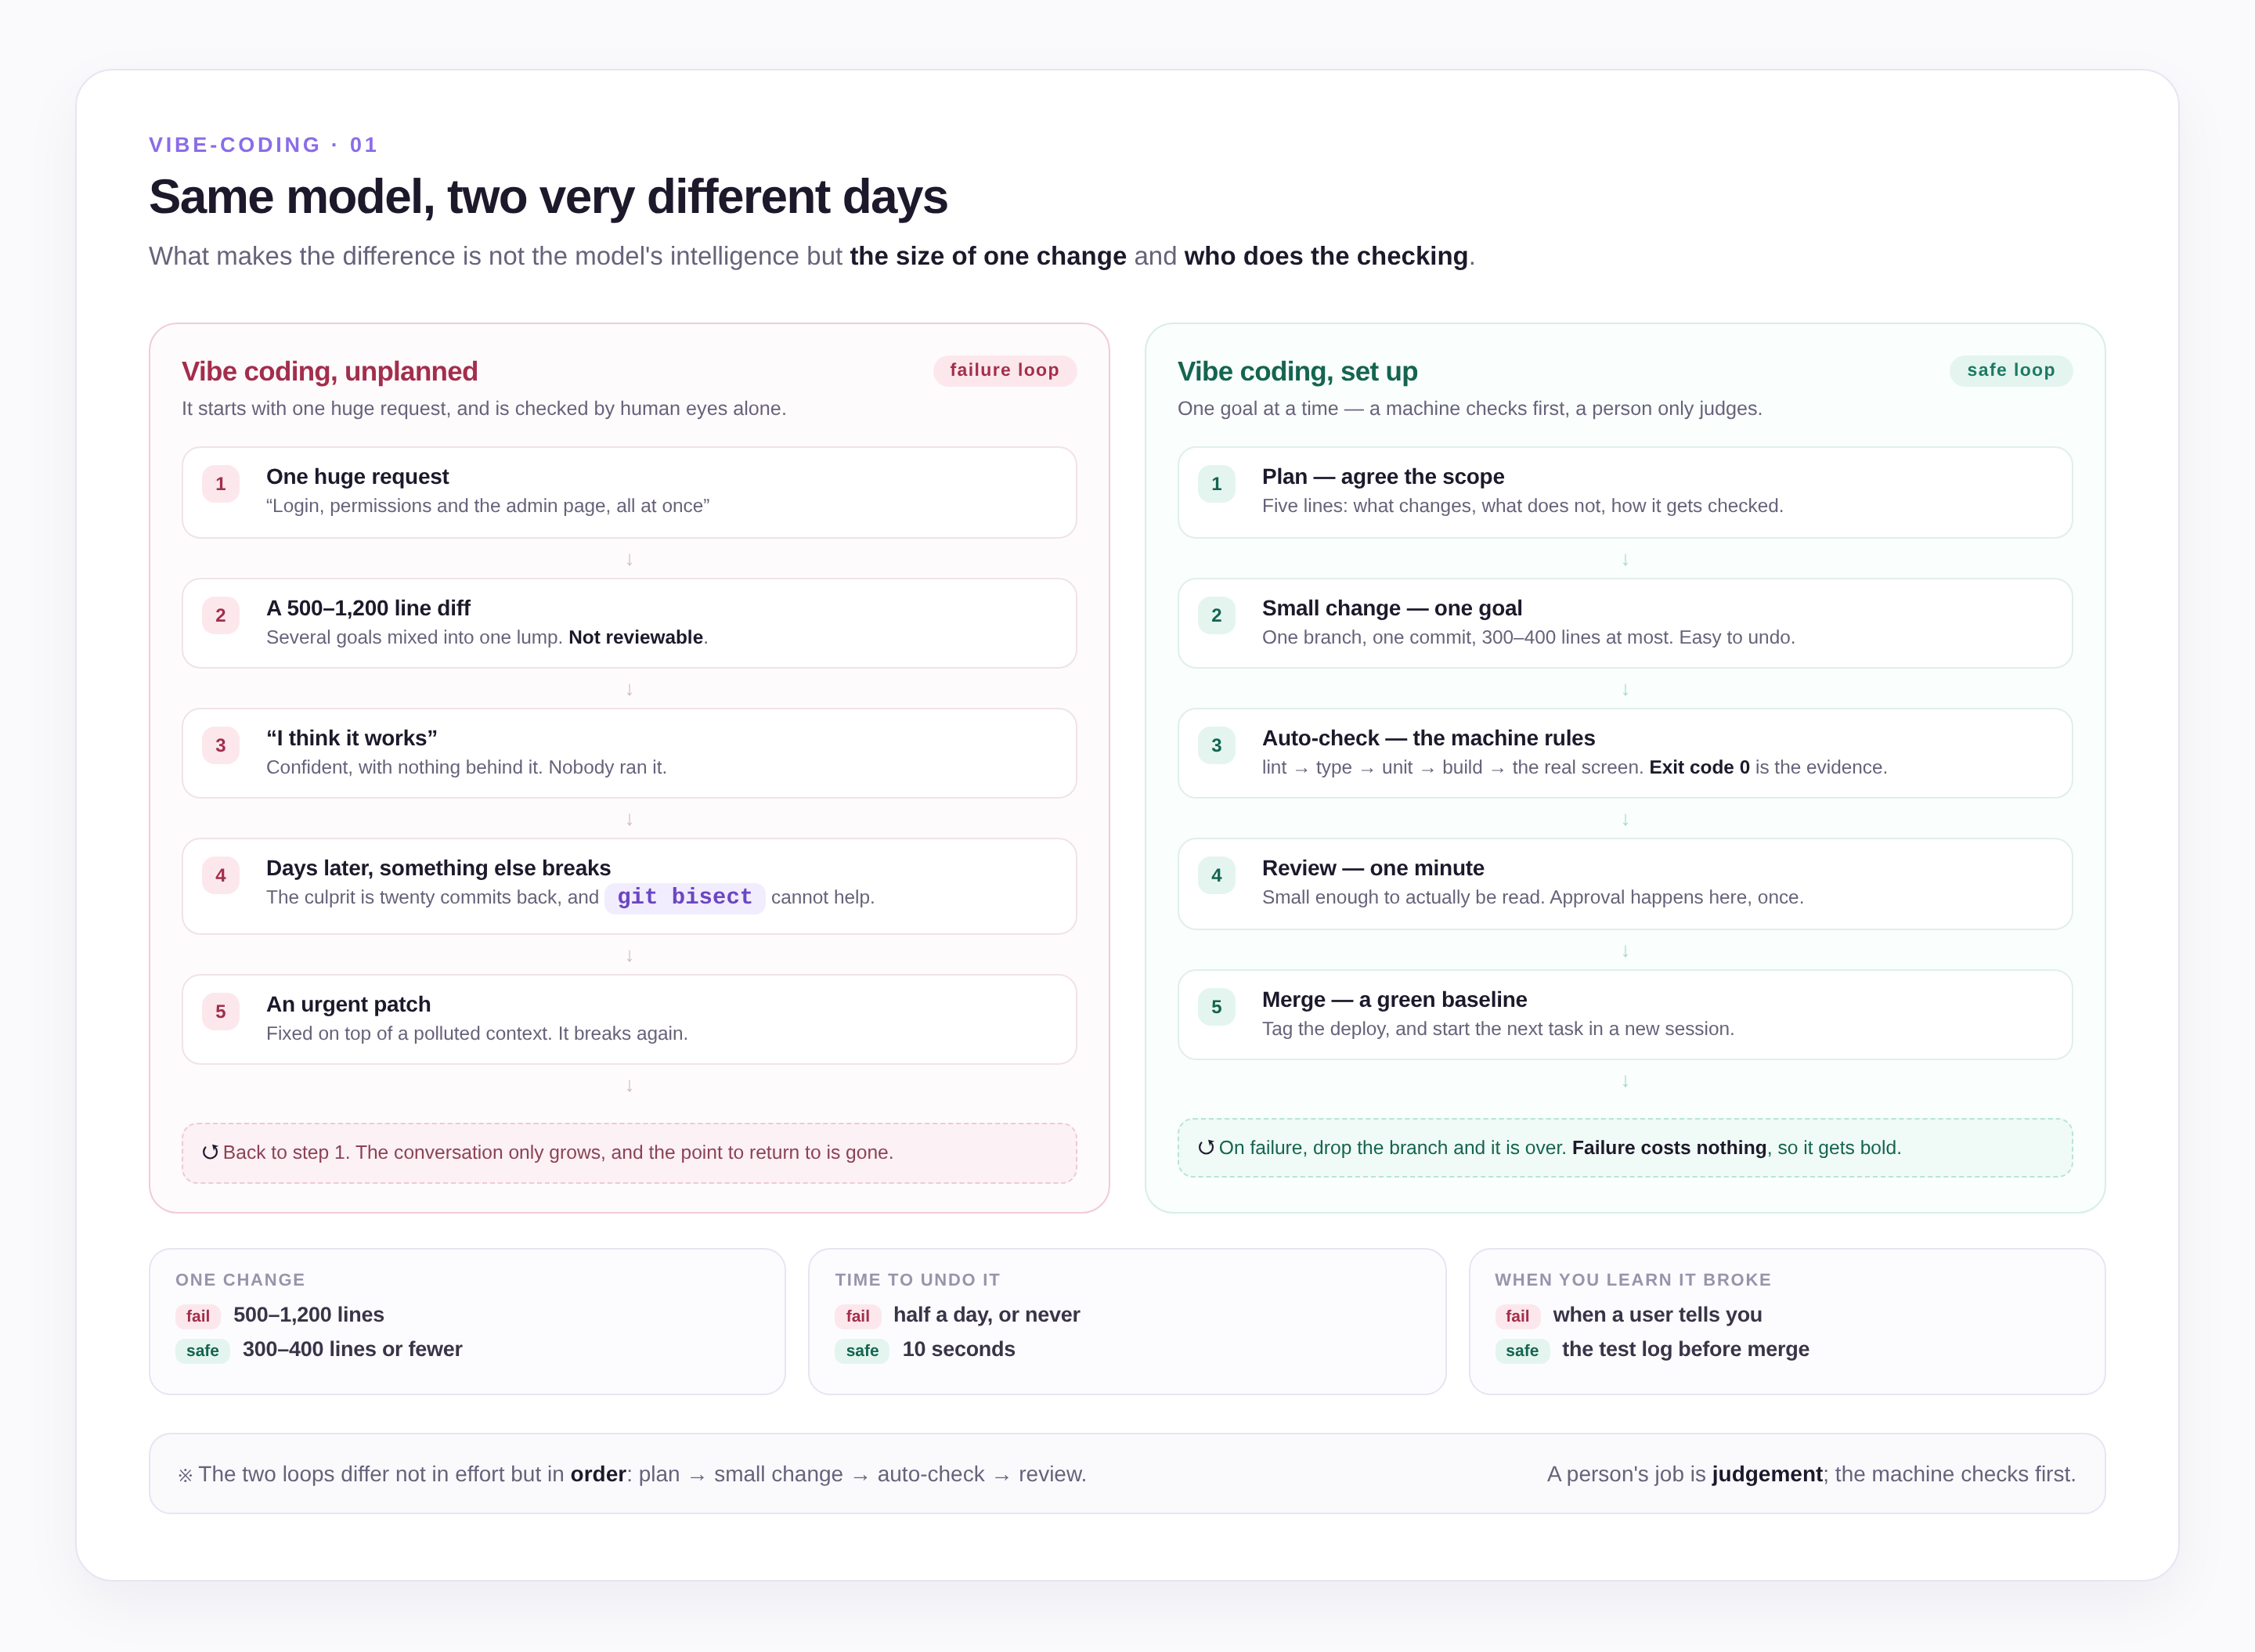 VIBE-CODING · 01
Same model, two very different days
What makes the difference is not the model's intelligence but the size of one change and who does the checking.
Vibe coding, unplanned
failure loop
It starts with one huge request, and is checked by human eyes alone.
1
One huge request
“Login, permissions and the admin page, all at once”
↓
2
A 500–1,200 line diff
Several goals mixed into one lump. Not reviewable.
↓
3
“I think it works”
Confident, with nothing behind it. Nobody ran it.
↓
4
Days later, something else breaks
The culprit is twenty commits back, and git bisect cannot help.
↓
5
An urgent patch
Fixed on top of a polluted context. It breaks again.
↓
⭯ Back to step 1. The conversation only grows, and the point to return to is gone.
Vibe coding, set up
safe loop
One goal at a time — a machine checks first, a person only judges.
1
Plan — agree the scope
Five lines: what changes, what does not, how it gets checked.
↓
2
Small change — one goal
One branch, one commit, 300–400 lines at most. Easy to undo.
↓
3
Auto-check — the machine rules
lint → type → unit → build → the real screen. Exit code 0 is the evidence.
↓
4
Review — one minute
Small enough to actually be read. Approval happens here, once.
↓
5
Merge — a green baseline
Tag the deploy, and start the next task in a new session.
↓
⭯ On failure, drop the branch and it is over. Failure costs nothing, so it gets bold.
ONE CHANGE
fail 500–1,200 lines
safe 300–400 lines or fewer
TIME TO UNDO IT
fail half a day, or never
safe 10 seconds
WHEN YOU LEARN IT BROKE
fail when a user tells you
safe the test log before merge
※ The two loops differ not in effort but in order: plan → small change → auto-check → review.
A person's job is judgement; the machine checks first.